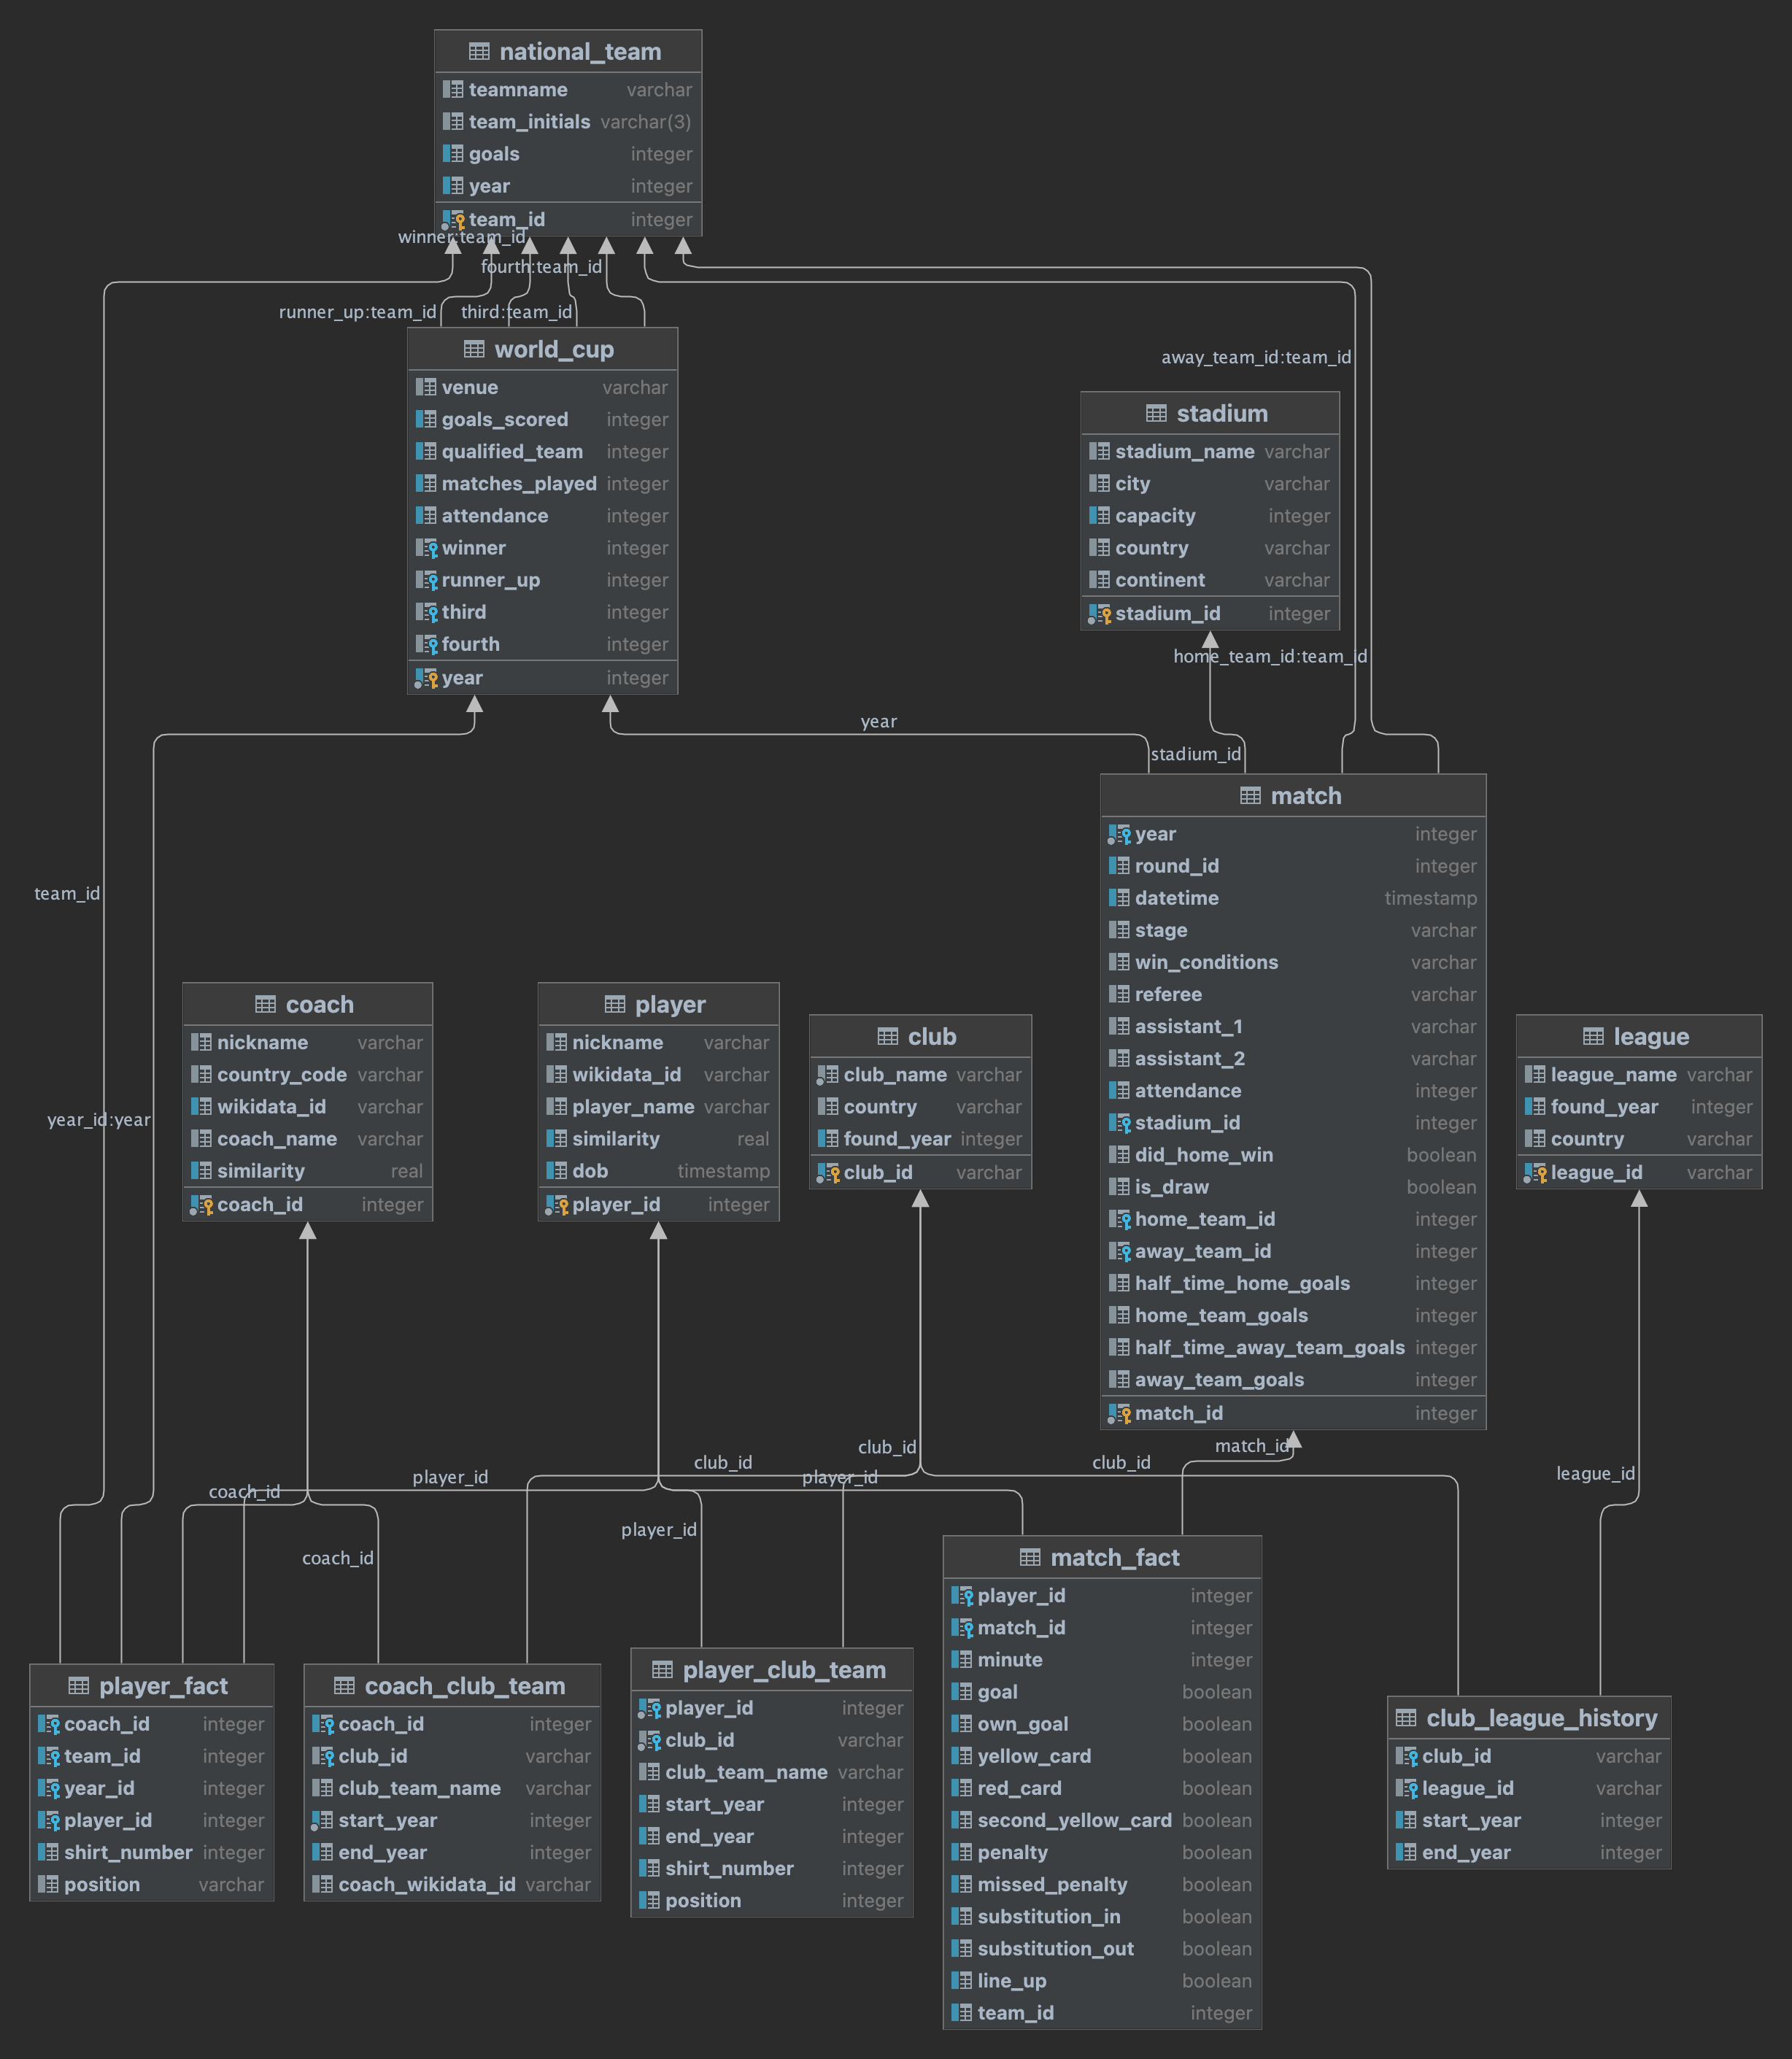 national_team
teamname varchar
team_initials varchar(3)
goals integer
year integer
team_id integer
winner:team_id
fourth:team_id
runner_up:team_id
third:team_id
world_cup
venue varchar
goals_scored integer
qualified_team integer
matches_played integer
attendance integer
winner integer
runner_up integer
third integer
fourth integer
year integer
away_team_id:team_id
stadium
stadium_name varchar
city varchar
capacity integer
country varchar
continent varchar
stadium_id integer
home_team_id:team_id
year
stadium_id
match
year integer
round_id integer
datetime timestamp
stage varchar
win_conditions varchar
referee varchar
assistant_1 varchar
assistant_2 varchar
attendance integer
stadium_id integer
did_home_win boolean
is_draw boolean
home_team_id integer
away_team_id integer
half_time_home_goals integer
home_team_goals integer
half_time_away_team_goals integer
away_team_goals integer
match_id integer
team_id
year_id:year
coach
nickname varchar
country_code varchar
wikidata_id varchar
coach_name varchar
similarity real
coach_id integer
player
nickname varchar
wikidata_id varchar
player_name varchar
similarity real
dob timestamp
player_id integer
club
club_name varchar
country varchar
found_year integer
club_id varchar
league
league_name varchar
found_year integer
country varchar
league_id varchar
match_id
club_id
club_id
club_id
league_id
player_id
player_id
coach_id
player_id
coach_id
player_fact
coach_id integer
team_id integer
year_id integer
player_id integer
shirt_number integer
position varchar
coach_club_team
coach_id integer
club_id varchar
club_team_name varchar
start_year integer
end_year integer
coach_wikidata_id varchar
player_club_team
player_id integer
club_id varchar
club_team_name varchar
start_year integer
end_year integer
shirt_number integer
position integer
match_fact
player_id integer
match_id integer
minute integer
goal boolean
own_goal boolean
yellow_card boolean
red_card boolean
second_yellow_card boolean
penalty boolean
missed_penalty boolean
substitution_in boolean
substitution_out boolean
line_up boolean
team_id integer
club_league_history
club_id varchar
league_id varchar
start_year integer
end_year integer